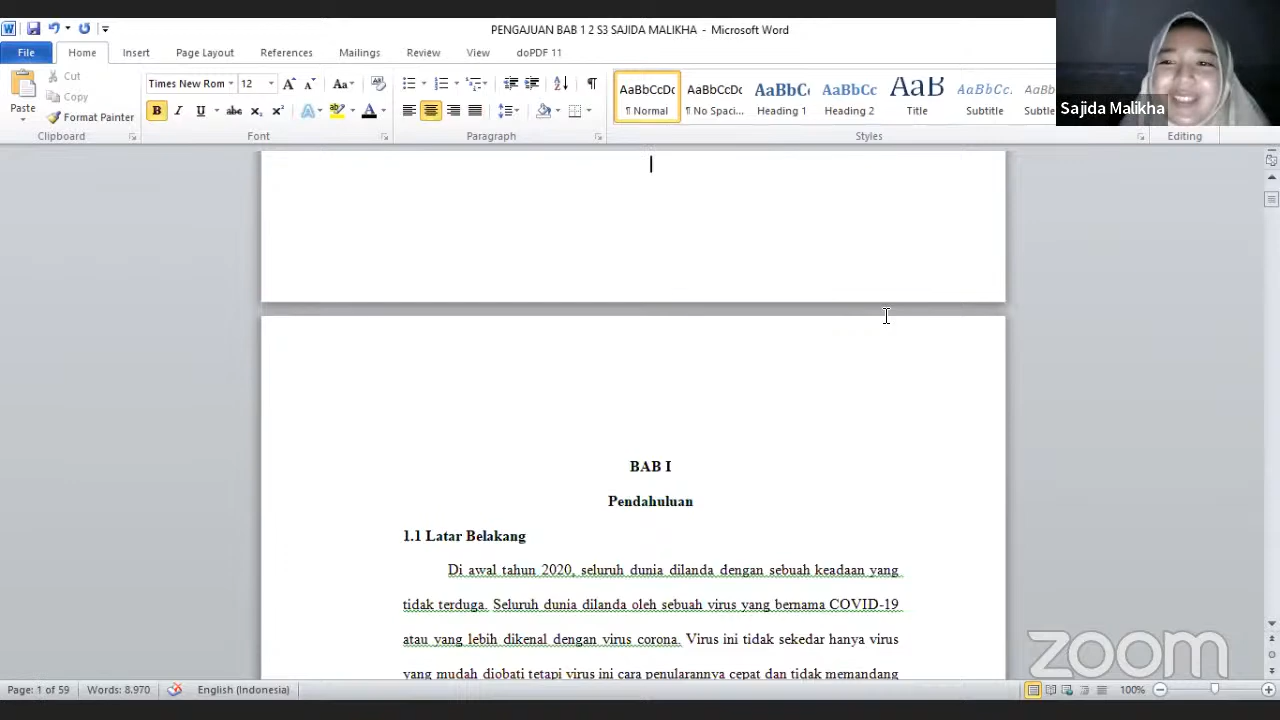 PENGAJUAN BAB 1 2 S3 SAJIDA MALIKHA - Microsoft Word
File Home Insert Page Layout References Mailings Review View doPDF 11
Paste
Cut
Copy
Format Painter
Clipboard
Times New Rom 12
Font
Paragraph
AaBbCcDc AaBbCcDc AaBbC AaBbCc AaB AaBbCc. AaBb
¶ Normal ¶ No Spaci... Heading 1 Heading 2 Title Subtitle Subtle
Styles
Editing
Sajida Malikha
BAB I
Pendahuluan
1.1 Latar Belakang
Di awal tahun 2020, seluruh dunia dilanda dengan sebuah keadaan yang
tidak terduga. Seluruh dunia dilanda oleh sebuah virus yang bernama COVID-19
atau yang lebih dikenal dengan virus corona. Virus ini tidak sekedar hanya virus
yang mudah diobati tetapi virus ini cara penularannya cepat dan tidak memandang
zoom
Page: 1 of 59 Words: 8.970 English (Indonesia) 100%